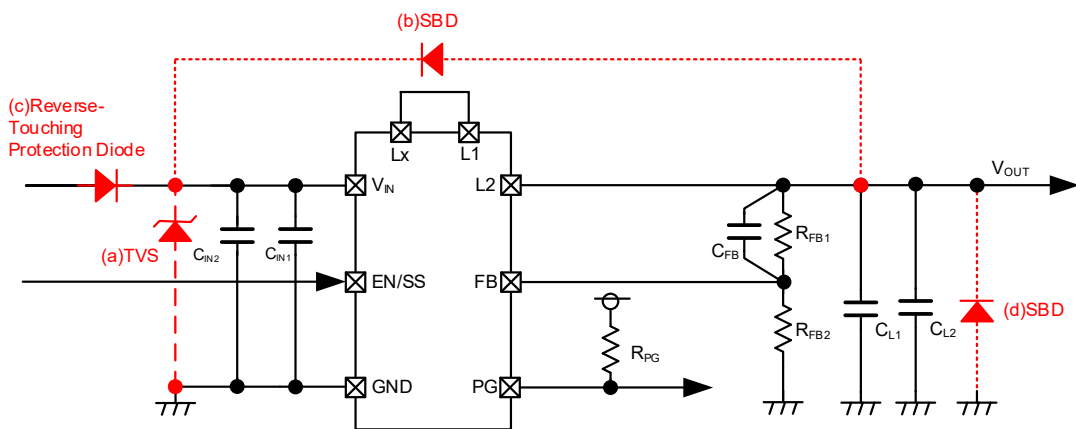 (b)SBD
(c)Reverse-
Touching
Protection Diode
Lx
L1
VIN
L2
VOUT
(a)TVS
CIN2
CIN1
CFB
RFB1
EN/SS
FB
RFB2
CL1
CL2
(d)SBD
RPG
GND
PG